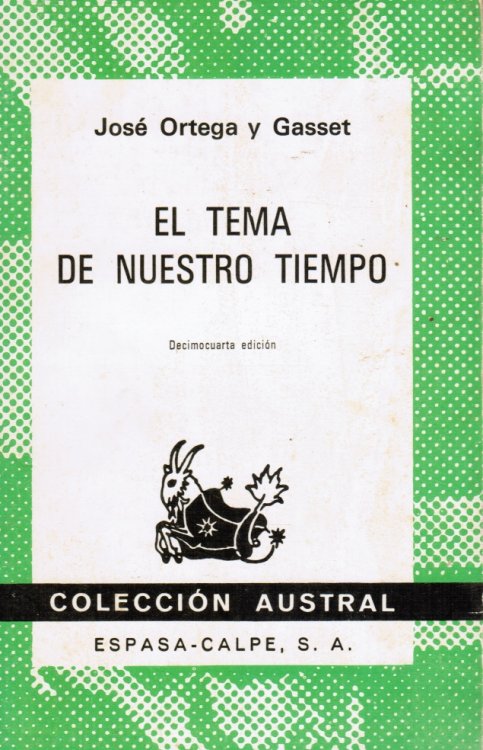 José Ortega y Gasset
EL TEMA
DE NUESTRO TIEMPO
Decimocuarta edición
COLECCIÓN AUSTRAL
ESPASA-CALPE, S. A.